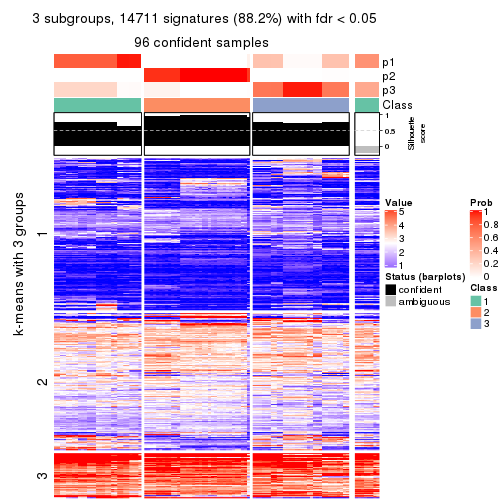 3 subgroups, 14711 signatures (88.2%) with fdr < 0.05
96 confident samples
p1
p2
p3
Class
1
0.5
0
Silhouette
score
k-means with 3 groups
1
2
3
Value
5
4
3
2
1
Status (barplots)
confident
ambiguous
Prob
1
0.8
0.6
0.4
0.2
0
Class
1
2
3